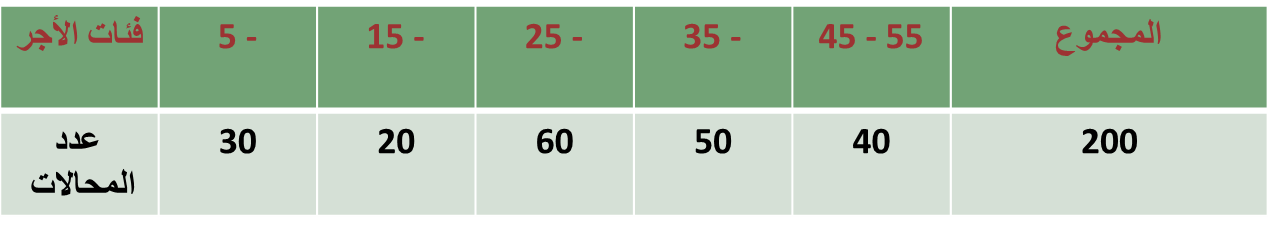 فئات الأجر 5 - 15 - 25 - 35 - 45 - 55 المجموع
عدد المحالات 30 20 60 50 40 200